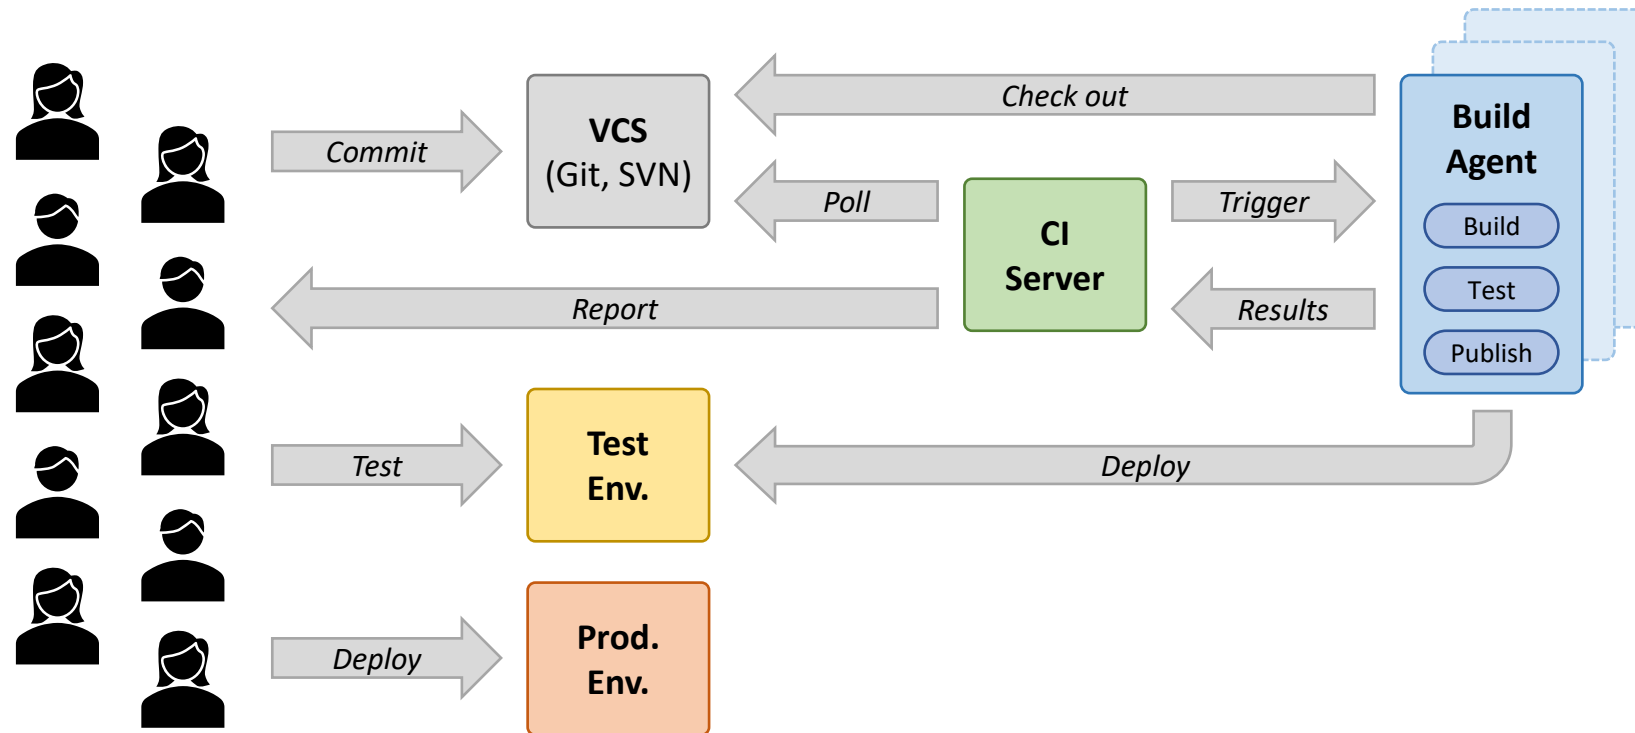 Check out
Commit
VCS
(Git, SVN)
Poll
CI
Server
Trigger
Build
Agent
Build
Test
Publish
Report
Results
Test
Test
Env.
Deploy
Deploy
Prod.
Env.